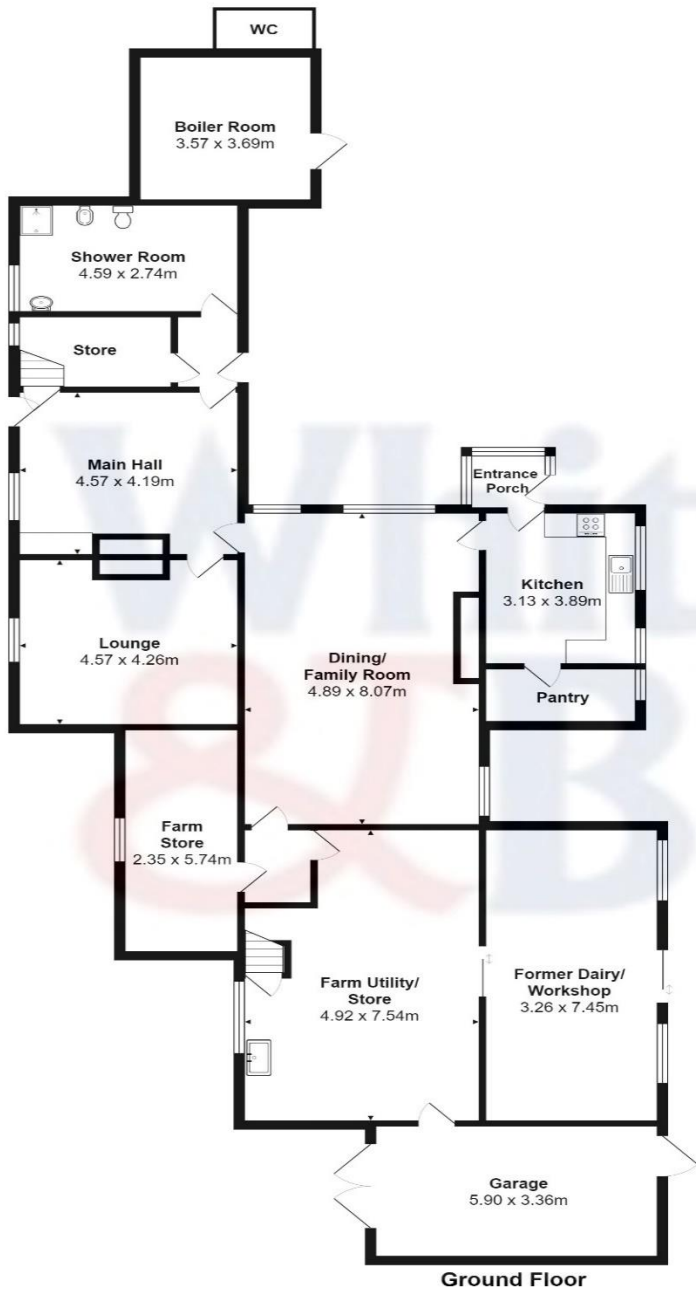 WC
Boiler Room
3.57 x 3.69m
Shower Room
4.59 x 2.74m
Store
Main Hall
4.57 x 4.19m
Entrance
Porch
Kitchen
3.13 x 3.89m
Lounge
4.57 x 4.26m
Dining/
Family Room
4.89 x 8.07m
Pantry
Farm
Store
2.35 x 5.74m
Farm Utility/
Store
4.92 x 7.54m
Former Dairy/
Workshop
3.26 x 7.45m
Garage
5.90 x 3.36m
Ground Floor
Whit
&B